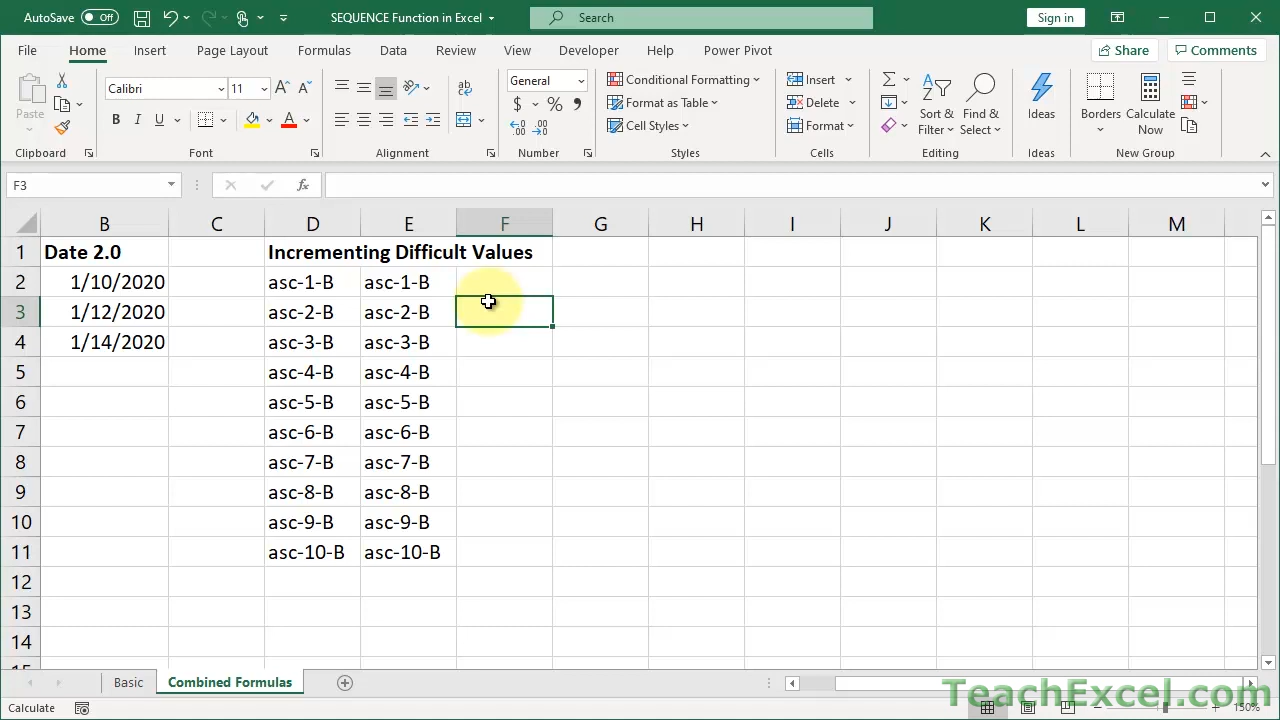 AutoSave Off SEQUENCE Function in Excel Search Sign in
File Home Insert Page Layout Formulas Data Review View Developer Help Power Pivot Share Comments
Paste Calibri 11 General Conditional Formatting Insert Sort & Find & Ideas Borders Calculate
B I U $ % Format as Table Delete Filter Select Now
Cell Styles Format
Clipboard Font Alignment Number Styles Cells Editing Ideas New Group
F3 fx
B C D E F G H I J K L M
1 Date 2.0 Incrementing Difficult Values
2 1/10/2020 asc-1-B asc-1-B
3 1/12/2020 asc-2-B asc-2-B
4 1/14/2020 asc-3-B asc-3-B
5 asc-4-B asc-4-B
6 asc-5-B asc-5-B
7 asc-6-B asc-6-B
8 asc-7-B asc-7-B
9 asc-8-B asc-8-B
10 asc-9-B asc-9-B
11 asc-10-B asc-10-B
12
13
14
15
Basic Combined Formulas
Calculate 150%
TeachExcel.com